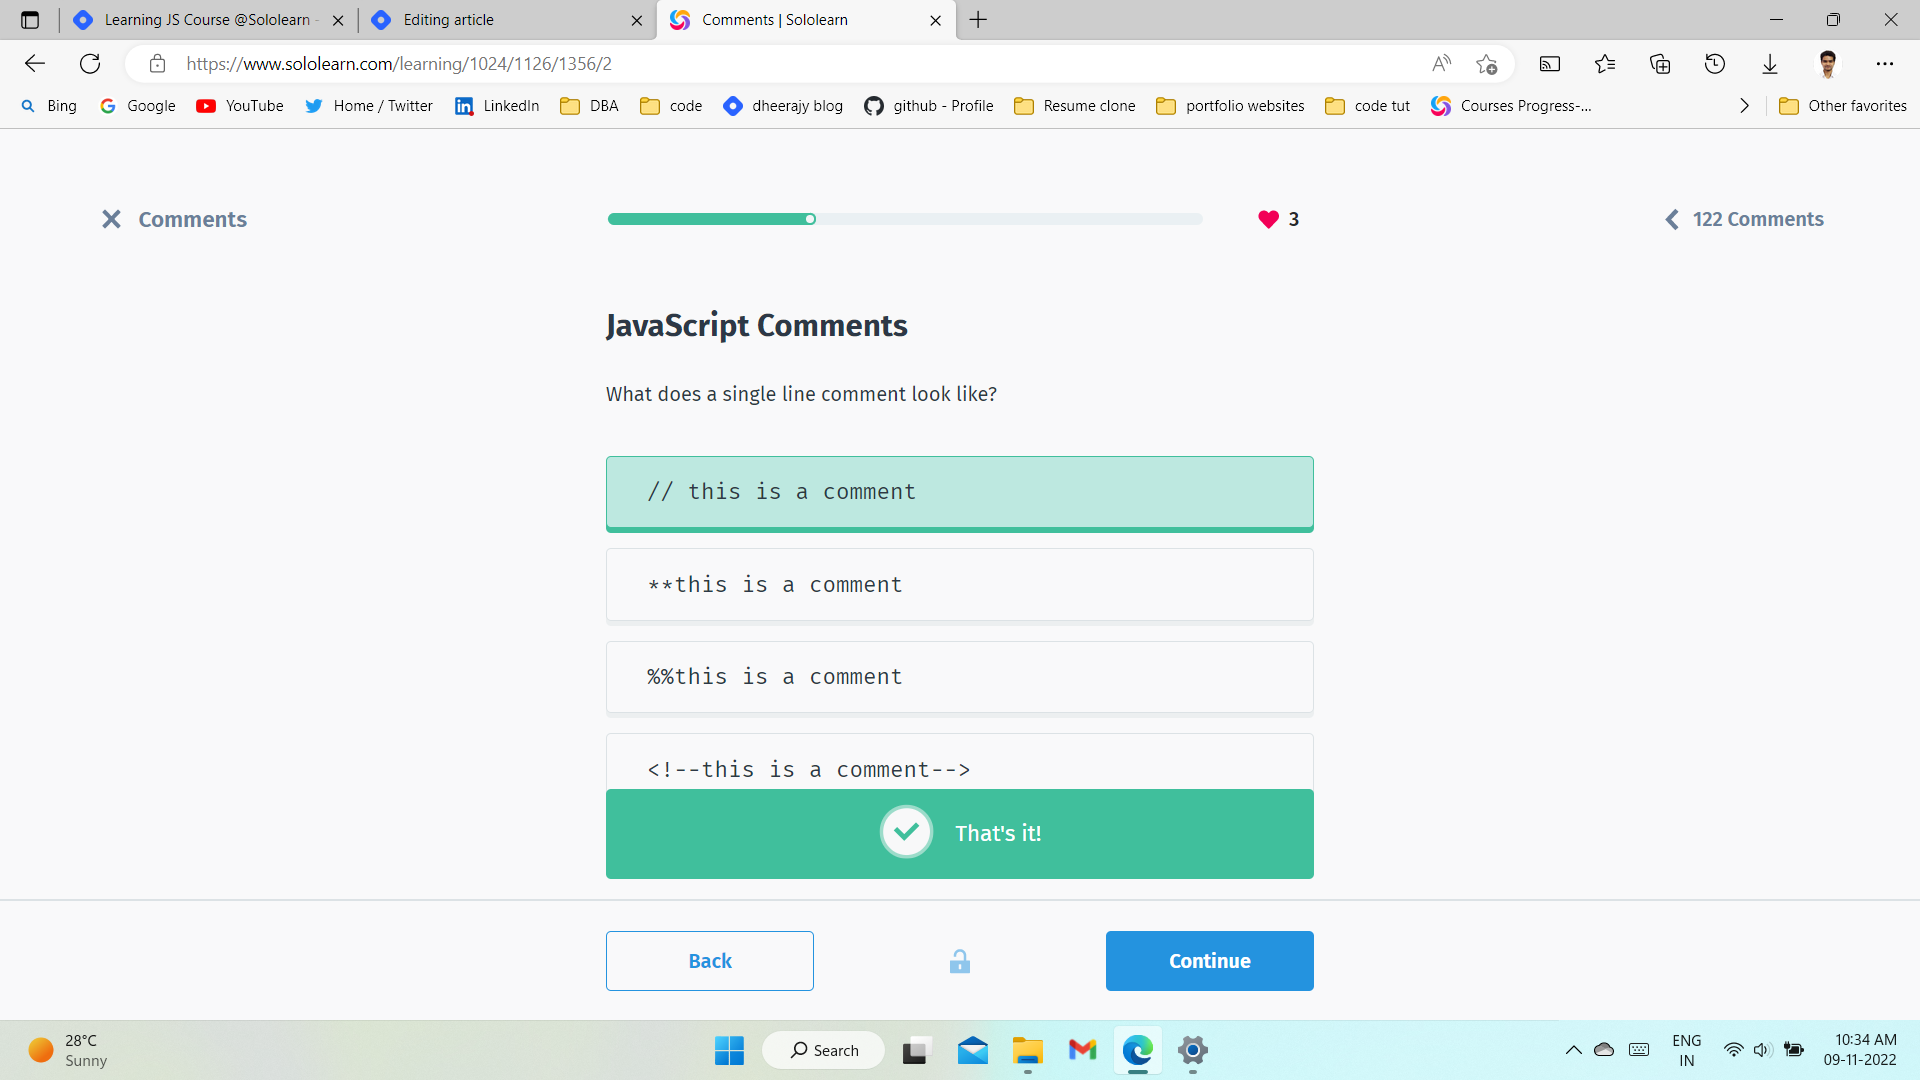 Learning JS Course @Sololearn -
Editing article
Comments | Sololearn
https://www.sololearn.com/learning/1024/1126/1356/2
Bing
Google
YouTube
Home / Twitter
LinkedIn
DBA
code
dheerajy blog
github - Profile
Resume clone
portfolio websites
code tut
Courses Progress-...
Other favorites
Comments
3
122 Comments
JavaScript Comments
What does a single line comment look like?
// this is a comment
**this is a comment
%%this is a comment
<!--this is a comment-->
That's it!
Back
Continue
28°C
Sunny
Search
ENG
IN
10:34 AM
09-11-2022